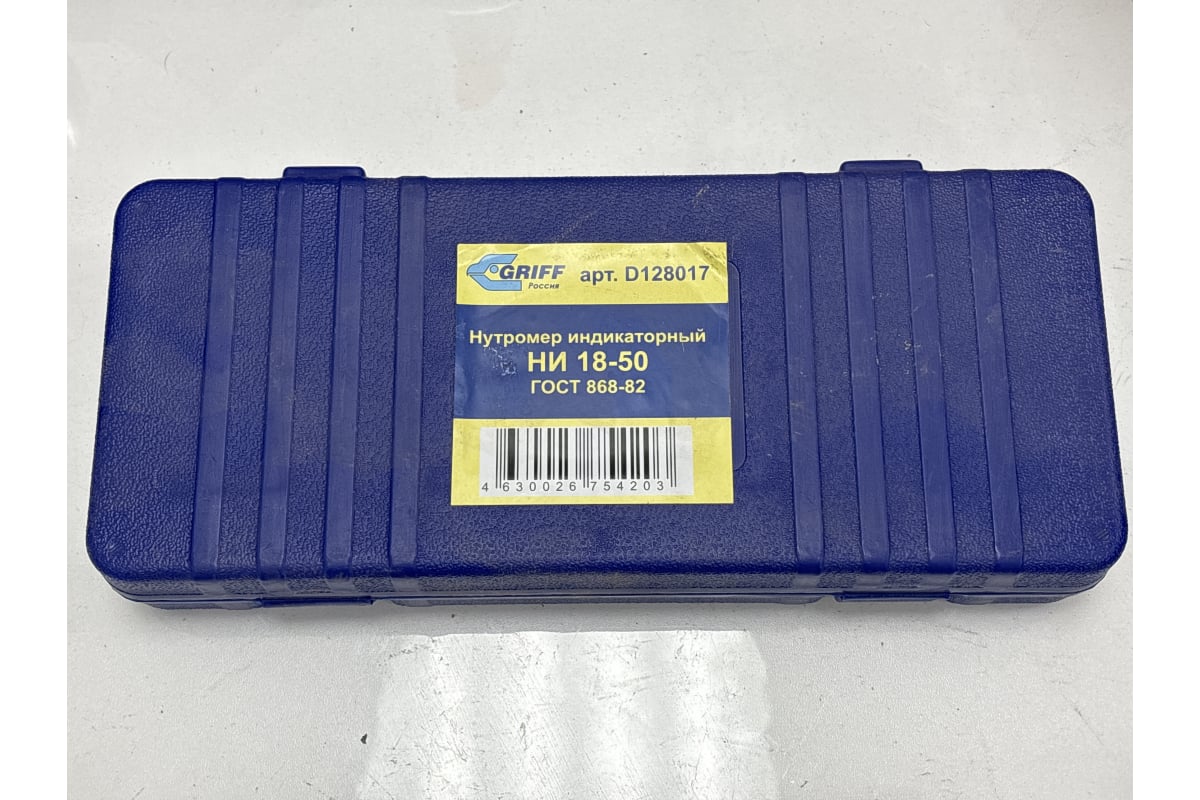 GRIFF
Россия
арт. D128017
Нутромер индикаторный
НИ 18-50
ГОСТ 868-82
4 630026 754203